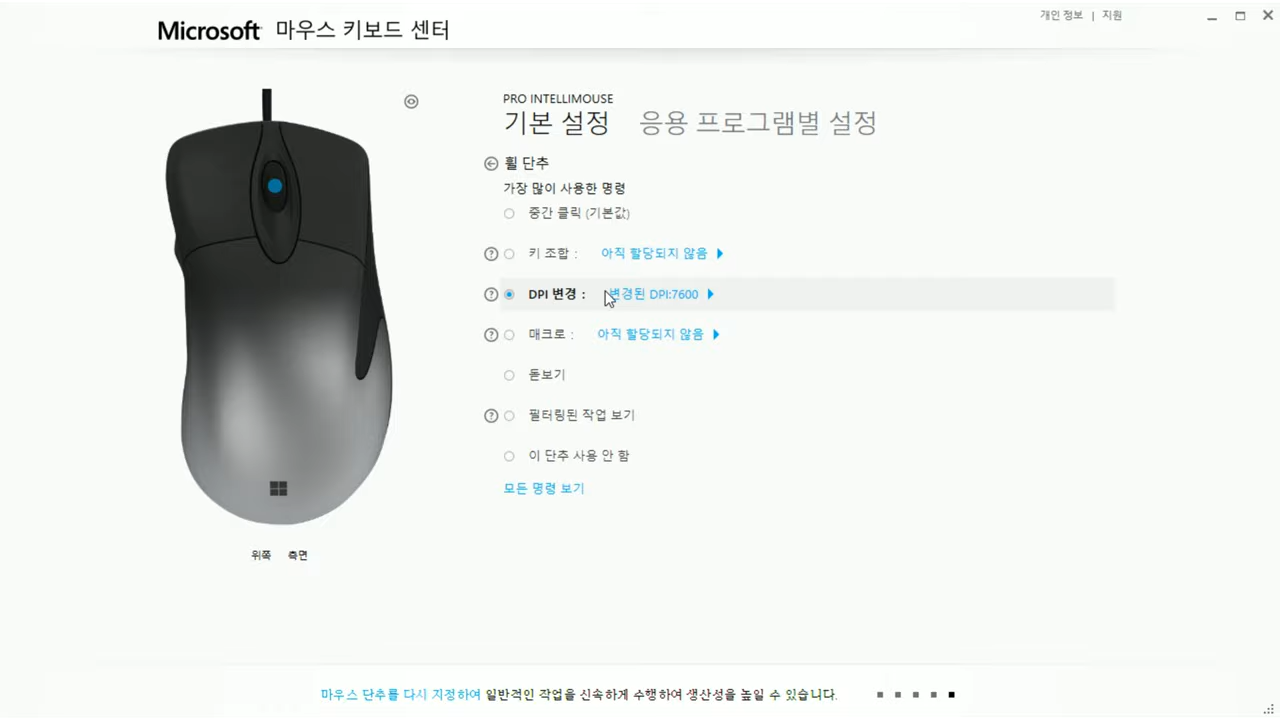 Microsoft 마우스 키보드 센터
개인 정보 | 지원
PRO INTELLIMOUSE
기본 설정 응용 프로그램별 설정
휠 단추
가장 많이 사용한 명령
중간 클릭 (기본값)
키 조합 : 아직 할당되지 않음
DPI 변경 : 변경된 DPI:7600
매크로 : 아직 할당되지 않음
돋보기
필터링된 작업 보기
이 단추 사용 안 함
모든 명령 보기
위쪽 측면
마우스 단추를 다시 지정하여 일반적인 작업을 신속하게 수행하여 생산성을 높일 수 있습니다.